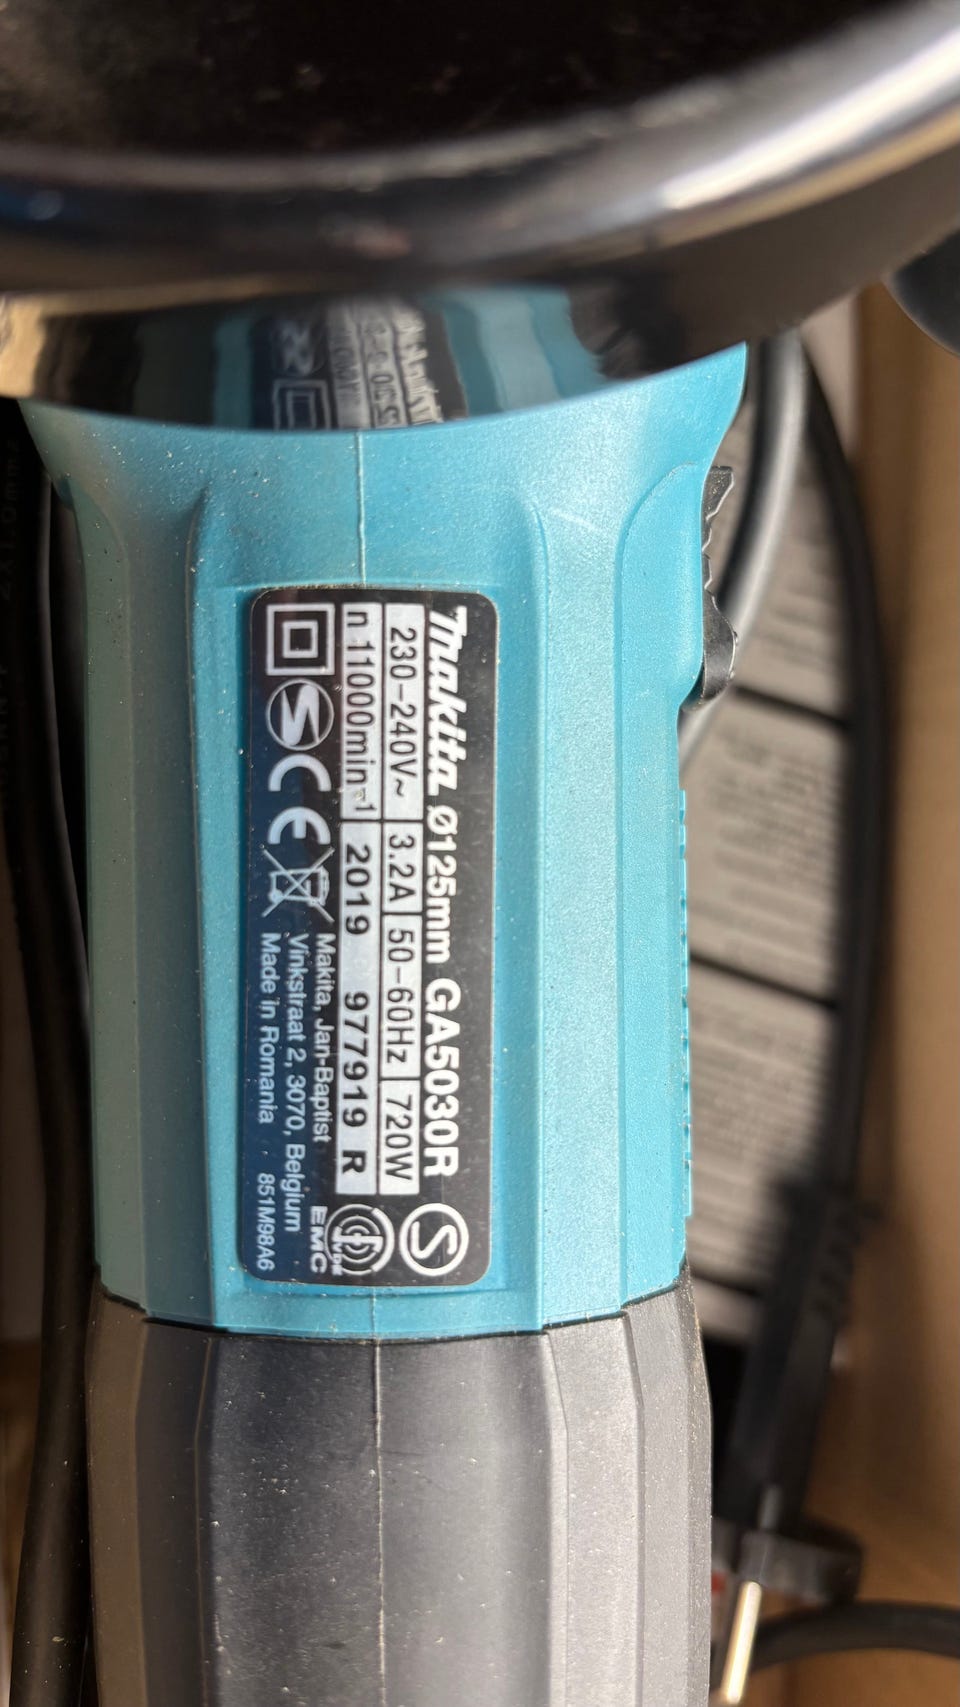 Makita Ø125mm GA5030R
230-240V~ 3.2A 50-60Hz 720W
n 11000min-1 2019 977919 R
CE
Makita, Jan-Baptist
Vinkstraat 2, 3070, Belgium
Made in Romania 851M98A6
EMC